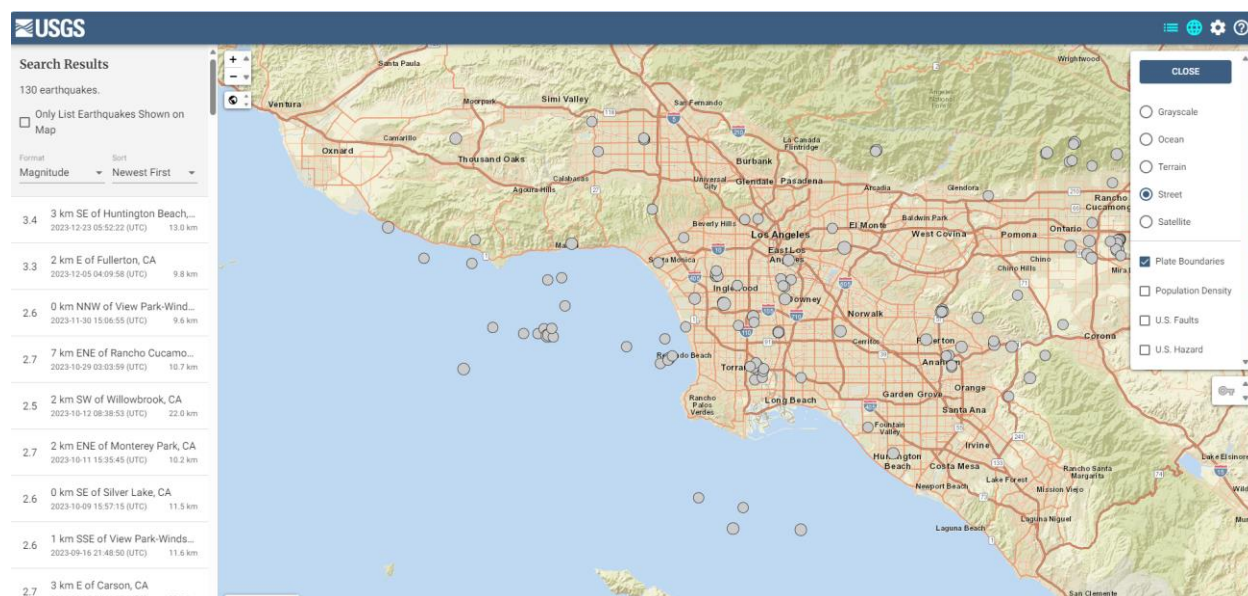 USGS
Search Results
130 earthquakes.
Only List Earthquakes Shown on
Map
Format
Sort
Magnitude
Newest First
3.4
3 km SE of Huntington Beach,...
2023-12-23 05:52:22 (UTC) 13.0 km
3.3
2 km E of Fullerton, CA
2023-12-05 04:09:58 (UTC) 9.8 km
2.6
0 km NNW of View Park-Wind...
2023-11-30 15:06:55 (UTC) 9.6 km
2.7
7 km ENE of Rancho Cucamo...
2023-10-29 03:03:59 (UTC) 10.7 km
2.5
2 km SW of Willowbrook, CA
2023-10-12 08:38:53 (UTC) 22.0 km
2.7
2 km ENE of Monterey Park, CA
2023-10-11 15:35:45 (UTC) 10.2 km
2.6
0 km SE of Silver Lake, CA
2023-10-09 15:57:15 (UTC) 11.5 km
2.6
1 km SSE of View Park-Winds...
2023-09-16 21:48:50 (UTC) 11.6 km
2.7
3 km E of Carson, CA
Santa Paula
Ventura
Moorpark
Simi Valley
San Fernando
Wrightwood
Camarillo
Oxnard
Thousand Oaks
La Canada
Flintridge
Burbank
Calabasas
Agoura Hills
Universal
City
Glendale
Pasadena
Arcadia
Glendora
Rancho
Cucamong
Beverly Hills
Los Angeles
El Monte
Baldwin Park
West Covina
Pomona
Ontario
East Los
Chino
Chino Hills
Downey
Norwalk
Corona
Cerritos
Long Beach
Rancho
Palos
Verdes
Garden Grove
Orange
Santa Ana
Fountain
Valley
Irvine
Beach
Costa Mesa
Lake Forest
Rancho Santa
Margarita
Newport Beach
Mission Viejo
Lake Elsinore
Laguna Beach
Laguna Niguel
San Clemente
CLOSE
Grayscale
Ocean
Terrain
Street
Satellite
Plate Boundaries
Population Density
U.S. Faults
U.S. Hazard